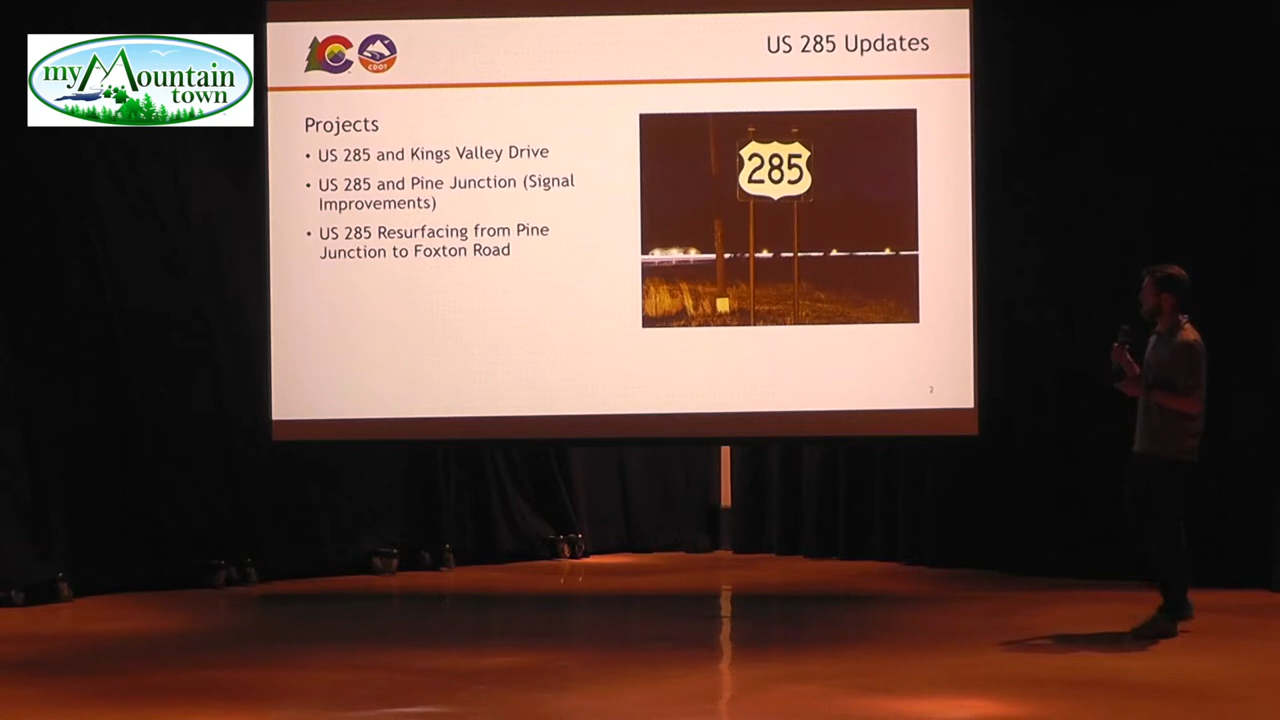 my Mountain
town
CDOT
US 285 Updates
Projects
• US 285 and Kings Valley Drive
• US 285 and Pine Junction (Signal
Improvements)
• US 285 Resurfacing from Pine
Junction to Foxton Road
285
2